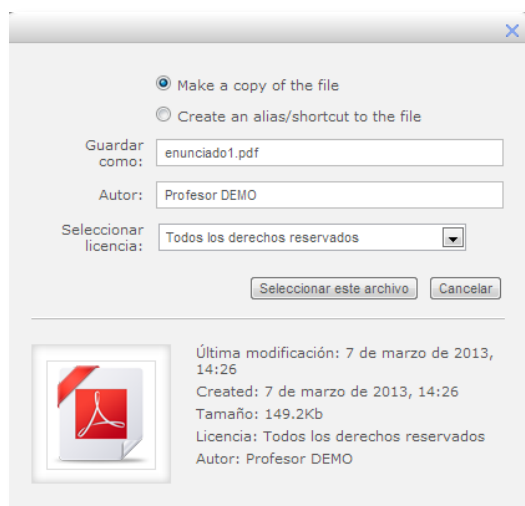 Make a copy of the file
Create an alias/shortcut to the file
Guardar
como:
enunciado1.pdf
Autor:
Profesor DEMO
Seleccionar
licencia:
Todos los derechos reservados
Seleccionar este archivo
Cancelar
Última modificación: 7 de marzo de 2013,
14:26
Created: 7 de marzo de 2013, 14:26
Tamaño: 149.2Kb
Licencia: Todos los derechos reservados
Autor: Profesor DEMO